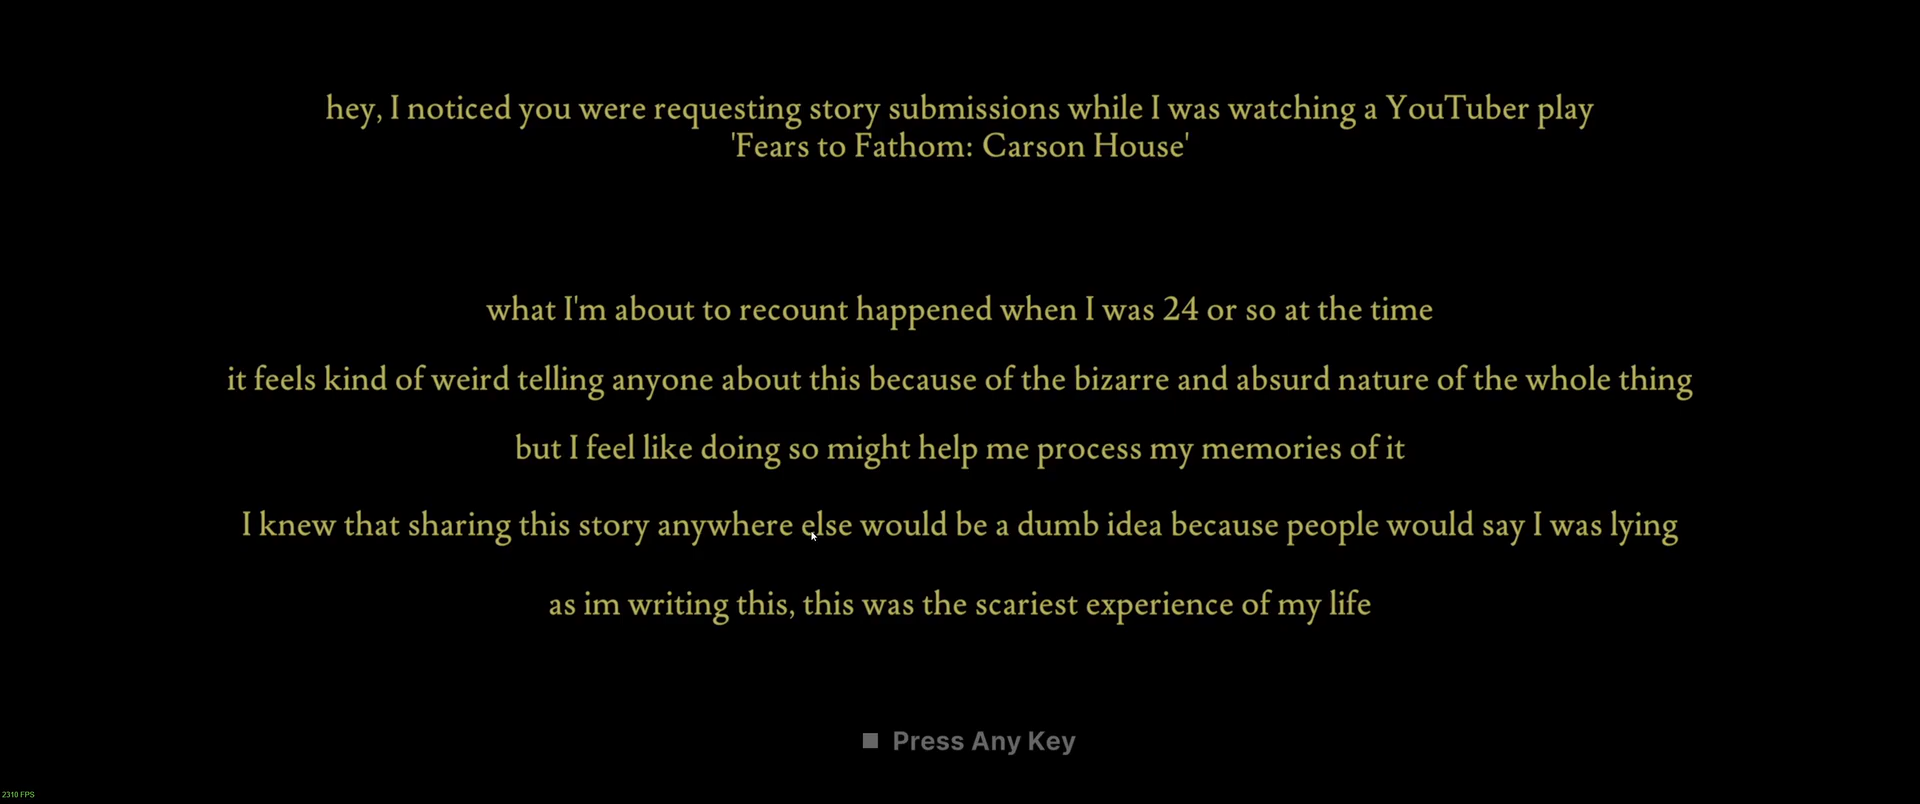 hey, I noticed you were requesting story submissions while I was watching a YouTuber play
'Fears to Fathom: Carson House'
what I'm about to recount happened when I was 24 or so at the time
it feels kind of weird telling anyone about this because of the bizarre and absurd nature of the whole thing
but I feel like doing so might help me process my memories of it
I knew that sharing this story anywhere else would be a dumb idea because people would say I was lying
as im writing this, this was the scariest experience of my life
Press Any Key
2310 FPS